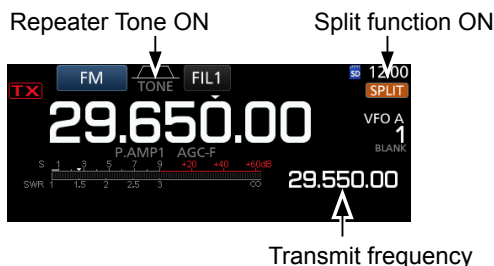 Repeater Tone ON Split function ON
FM TONE FIL1 SD 12:00
TX SPLIT
29.650.00 VFO A
1
P.AMP1 AGC-F BLANK
S 1 3 5 7 9 +20 +40 +60dB
SWR 1 1.5 2 2.5 3 ∞ 29.550.00
Transmit frequency